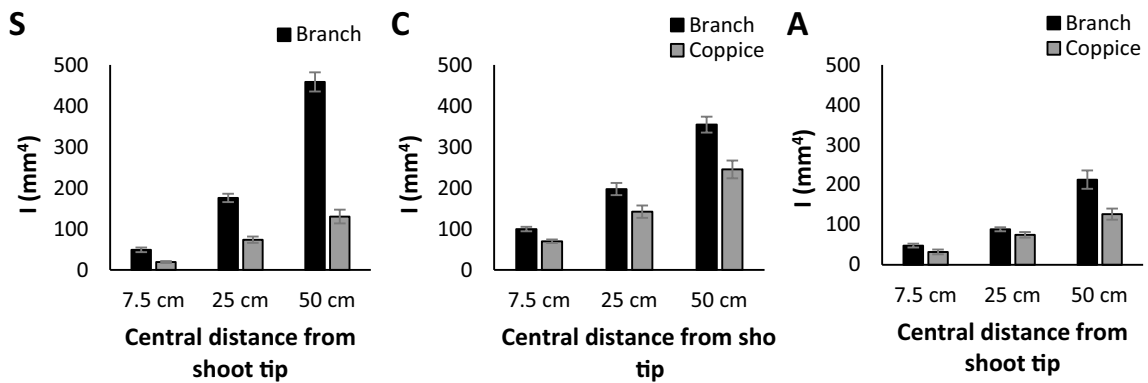 S
Branch
I (mm⁴)
500
400
300
200
100
0
7.5 cm 25 cm 50 cm
Central distance from
shoot tip
C
Branch
Coppice
I (mm⁴)
500
400
300
200
100
0
7.5 cm 25 cm 50 cm
Central distance from sho
tip
A
Branch
Coppice
I (mm⁴)
500
400
300
200
100
0
7.5 cm 25 cm 50 cm
Central distance from
shoot tip